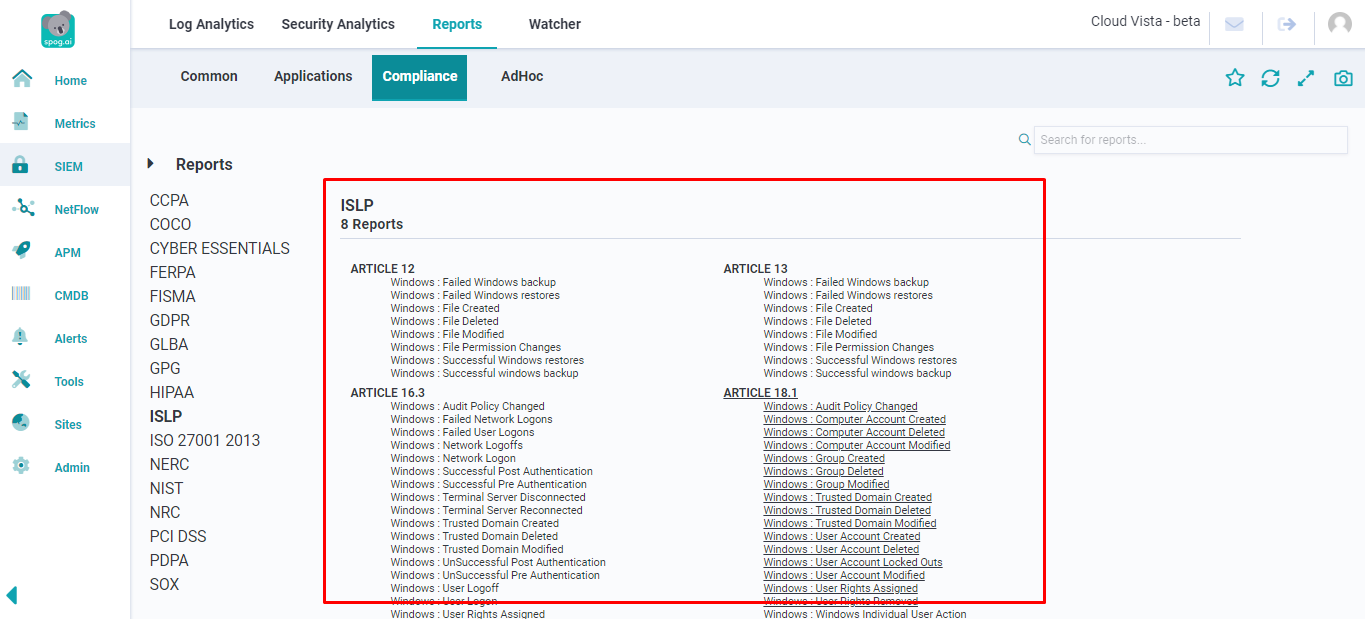 spog.ai
Log Analytics
Security Analytics
Reports
Watcher
Cloud Vista - beta
Common
Applications
Compliance
AdHoc
Home
Metrics
SIEM
NetFlow
APM
CMDB
Alerts
Tools
Sites
Admin
Search for reports...
Reports
CCPA
COCO
CYBER ESSENTIALS
FERPA
FISMA
GDPR
GLBA
GPG
HIPAA
ISLP
ISO 27001 2013
NERC
NIST
NRC
PCI DSS
PDPA
SOX
ISLP
8 Reports
ARTICLE 12
Windows : Failed Windows backup
Windows : Failed Windows restores
Windows : File Created
Windows : File Deleted
Windows : File Modified
Windows : File Permission Changes
Windows : Successful Windows restores
Windows : Successful windows backup
ARTICLE 13
Windows : Failed Windows backup
Windows : Failed Windows restores
Windows : File Created
Windows : File Deleted
Windows : File Modified
Windows : File Permission Changes
Windows : Successful Windows restores
Windows : Successful windows backup
ARTICLE 16.3
Windows : Audit Policy Changed
Windows : Failed Network Logons
Windows : Failed User Logons
Windows : Network Logoffs
Windows : Network Logon
Windows : Successful Post Authentication
Windows : Successful Pre Authentication
Windows : Terminal Server Disconnected
Windows : Terminal Server Reconnected
Windows : Trusted Domain Created
Windows : Trusted Domain Deleted
Windows : Trusted Domain Modified
Windows : UnSuccessful Post Authentication
Windows : UnSuccessful Pre Authentication
Windows : User Logoff
Windows : User Logon
Windows : User Rights Assigned
ARTICLE 18.1
Windows : Audit Policy Changed
Windows : Computer Account Created
Windows : Computer Account Deleted
Windows : Computer Account Modified
Windows : Group Created
Windows : Group Deleted
Windows : Group Modified
Windows : Trusted Domain Created
Windows : Trusted Domain Deleted
Windows : Trusted Domain Modified
Windows : User Account Created
Windows : User Account Deleted
Windows : User Account Locked Outs
Windows : User Account Modified
Windows : User Rights Assigned
Windows : User Rights Removed
Windows : Windows Individual User Action